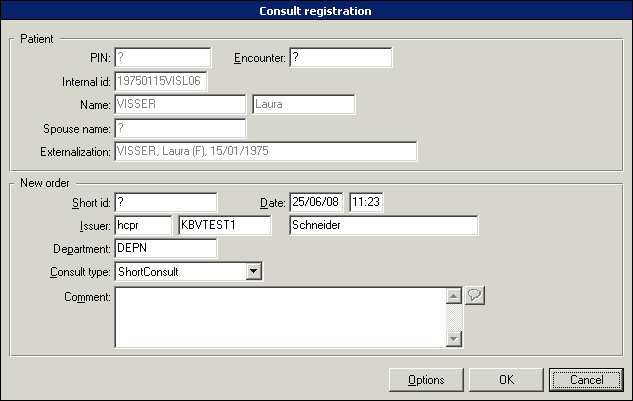 Consult registration
Patient
PIN: ? Encounter: ?
Internal id: 19750115VISL06
Name: VISSER Laura
Spouse name: ?
Externalization: VISSER, Laura (F), 15/01/1975
New order
Short id: ? Date: 25/06/08 11:23
Issuer: hcpr KBVTEST1 Schneider
Department: DEPN
Consult type: ShortConsult
Comment:
Options OK Cancel